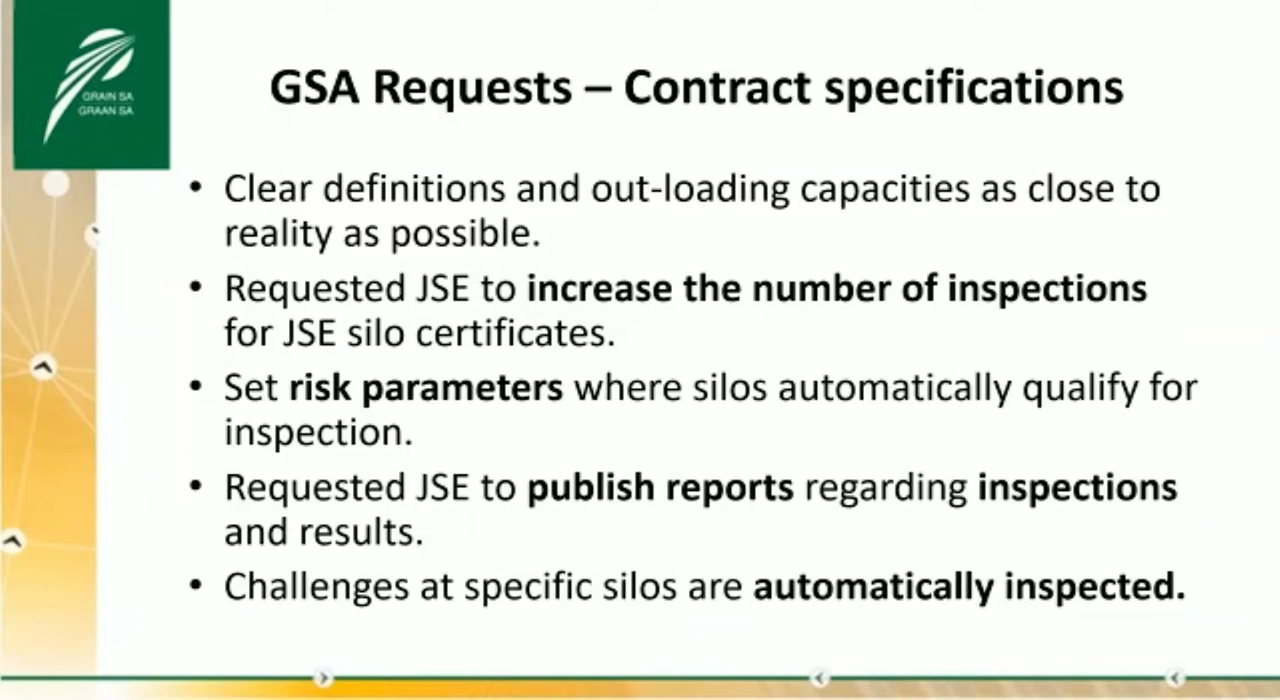 GRAIN SA
GRAAN SA
GSA Requests – Contract specifications
• Clear definitions and out-loading capacities as close to
reality as possible.
• Requested JSE to increase the number of inspections
for JSE silo certificates.
• Set risk parameters where silos automatically qualify for
inspection.
• Requested JSE to publish reports regarding inspections
and results.
• Challenges at specific silos are automatically inspected.